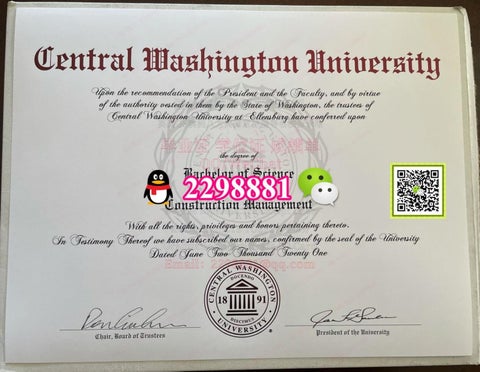 Central Washington University
Upon the recommendation of the President and the Faculty, and by virtue
of the authority vested in them by the State of Washington, the trustees of
Central Washington University at Ellensburg have conferred upon
the degree of
Bachelor of Science
2298881
Construction Management
With all the rights, privileges and honors pertaining thereto.
In Testimony Thereof we have subscribed our names, confirmed by the seal of the University
Dated June Two Thousand Twenty One
CENTRAL WASHINGTON
DOCENDO
18 91
DISCIMUS
UNIVERSITY
Chair, Board of Trustees
President of the University